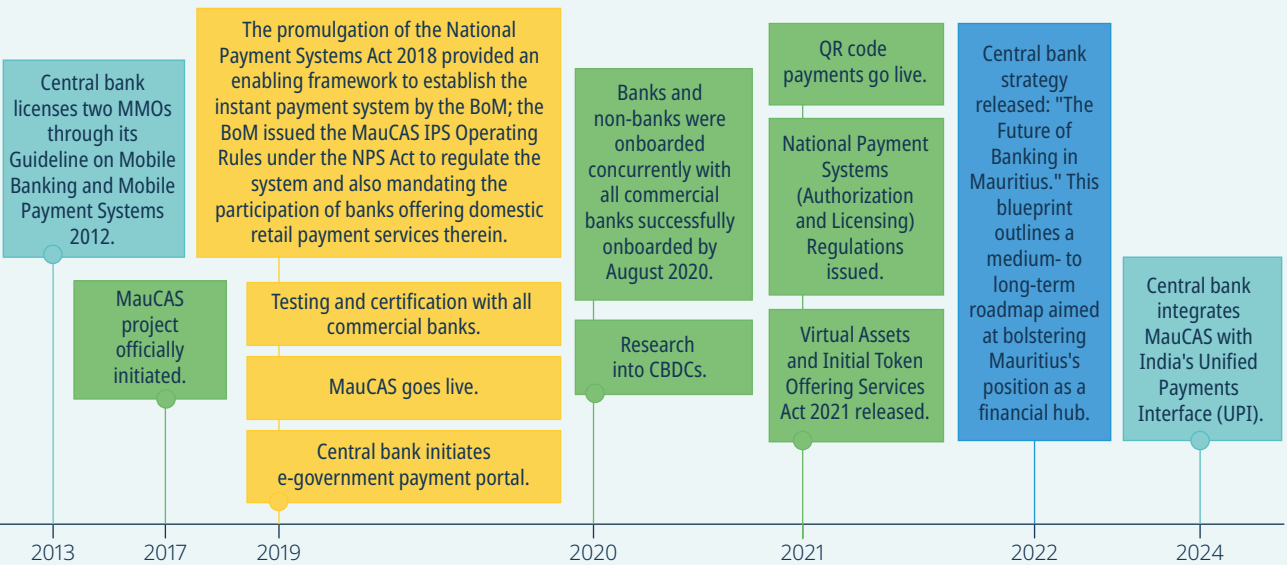 Central bank
licenses two MMOs
through its
Guideline on Mobile
Banking and Mobile
Payment Systems
2012.
MauCAS
project
officially
initiated.
The promulgation of the National
Payment Systems Act 2018 provided an
enabling framework to establish the
instant payment system by the BoM; the
BoM issued the MauCAS IPS Operating
Rules under the NPS Act to regulate the
system and also mandating the
participation of banks offering domestic
retail payment services therein.
Testing and certification with all
commercial banks.
MauCAS goes live.
Central bank initiates
e-government payment portal.
Banks and
non-banks were
onboarded
concurrently with
all commercial
banks successfully
onboarded by
August 2020.
Research
into CBDCs.
QR code
payments go live.
National Payment
Systems
(Authorization
and Licensing)
Regulations
issued.
Virtual Assets
and Initial Token
Offering Services
Act 2021 released.
Central bank
strategy
released: "The
Future of
Banking in
Mauritius." This
blueprint
outlines a
medium- to
long-term
roadmap aimed
at bolstering
Mauritius's
position as a
financial hub.
Central bank
integrates
MauCAS with
India's Unified
Payments
Interface (UPI).
2013 2017 2019 2020 2021 2022 2024